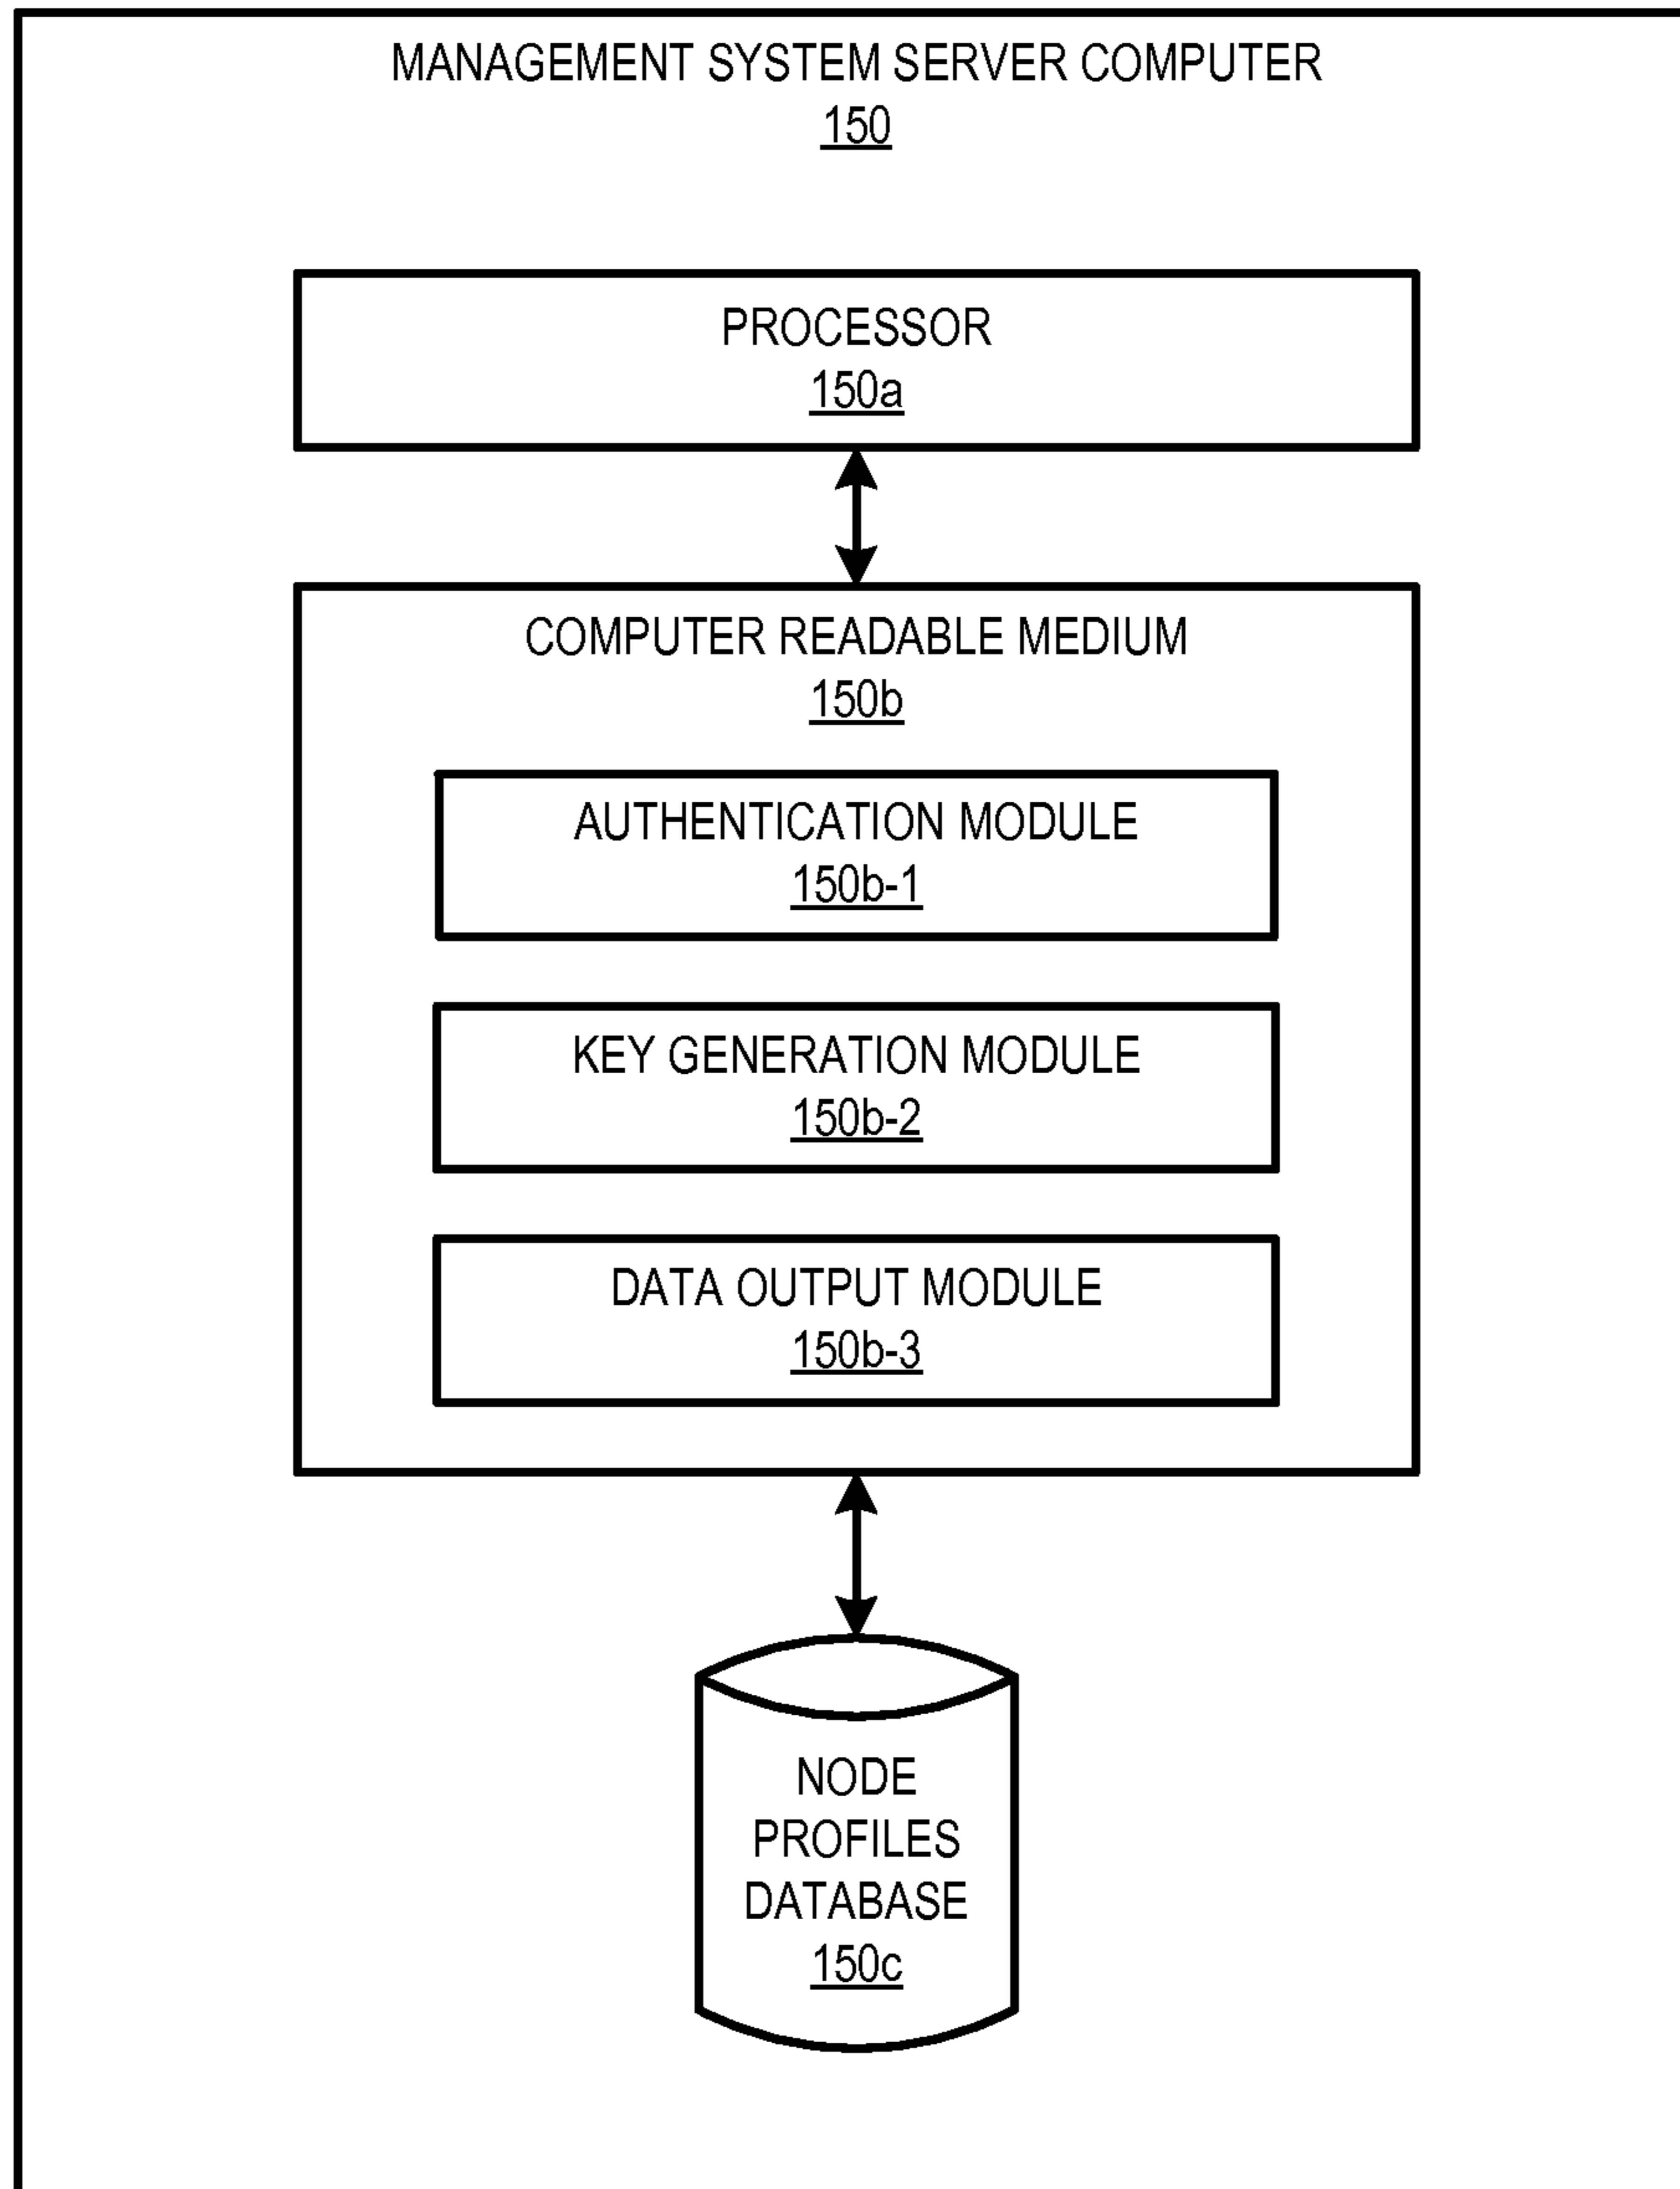 MANAGEMENT SYSTEM SERVER COMPUTER
150
PROCESSOR
150a
COMPUTER READABLE MEDIUM
150b
AUTHENTICATION MODULE
150b-1
KEY GENERATION MODULE
150b-2
DATA OUTPUT MODULE
150b-3
NODE
PROFILES
DATABASE
150c